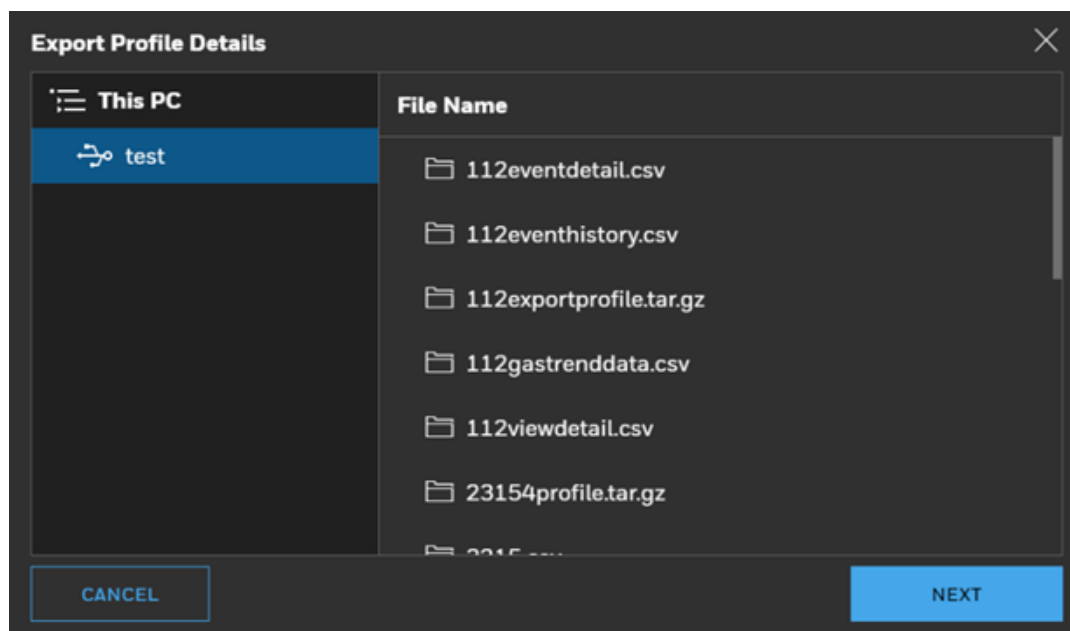 Export Profile Details
This PC
test
File Name
112eventdetail.csv
112eventhistory.csv
112exportprofile.tar.gz
112gastrenddata.csv
112viewdetail.csv
23154profile.tar.gz
CANCEL
NEXT